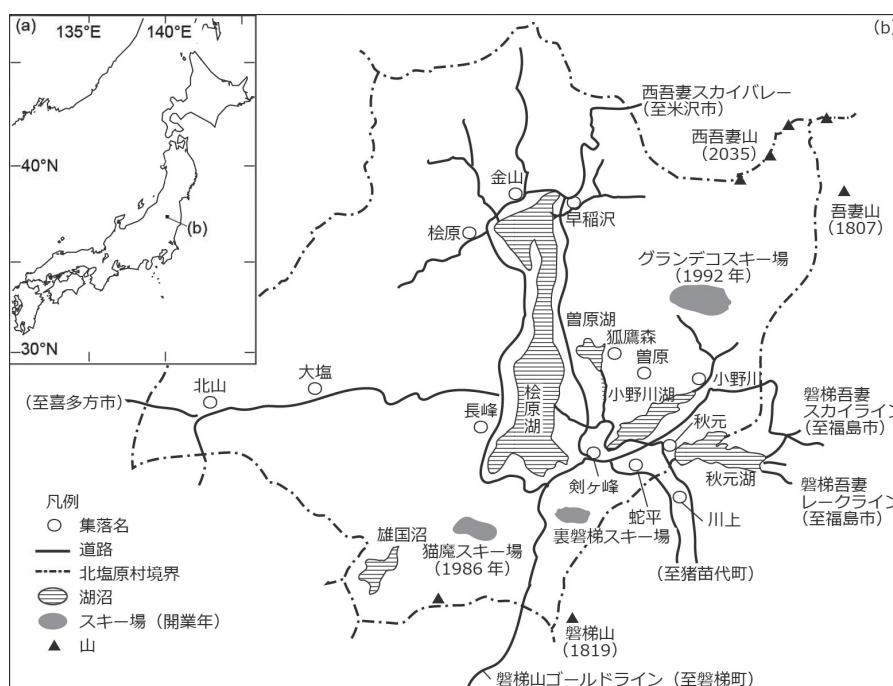 (a)
135°E
140°E
40°N
30°N
(b)
(b)
西吾妻スカイバレー
(至米沢市)
西吾妻山
(2035)
吾妻山
(1807)
金山
早稲沢
桧原
グランデコスキー場
(1992 年)
曽原湖
狐鷹森
曽原
小野川
小野川湖
大塩
北山
(至喜多方市)
長峰
桧原湖
秋元
磐梯吾妻
スカイライン
(至福島市)
秋元湖
剣ヶ峰
蛇平
川上
磐梯吾妻
レークライン
(至福島市)
雄国沼
猫魔スキー場
(1986 年)
裏磐梯スキー場
(至猪苗代町)
磐梯山
(1819)
磐梯山ゴールドライン(至磐梯町)
凡例
集落名
道路
北塩原村境界
湖沼
スキー場(開業年)
山